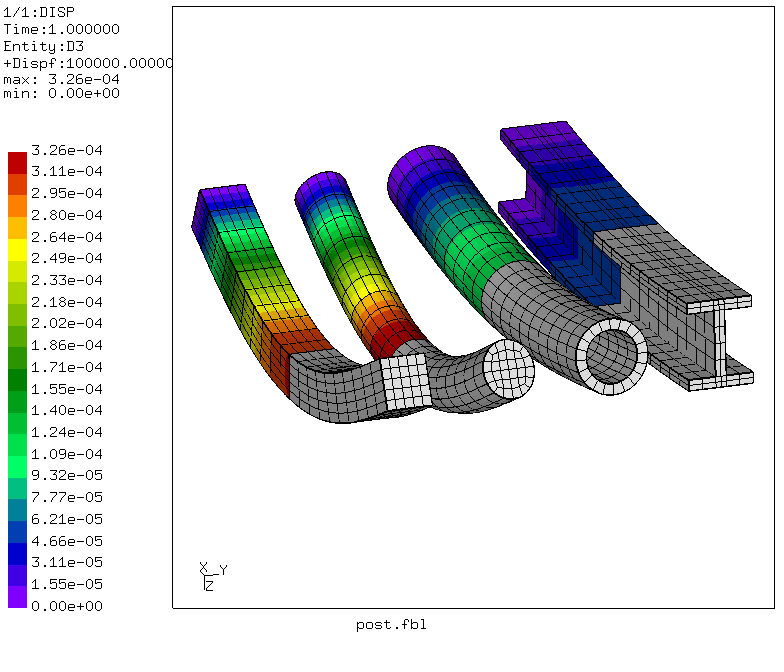 1/1:DISP
Time:1.000000
Entity:D3
+Dispf:100000.00000
max: 3.26e-04
min: 0.00e+00
3.26e-04
3.11e-04
2.95e-04
2.80e-04
2.64e-04
2.49e-04
2.33e-04
2.18e-04
2.02e-04
1.86e-04
1.71e-04
1.55e-04
1.40e-04
1.24e-04
1.09e-04
9.32e-05
7.77e-05
6.21e-05
4.66e-05
3.11e-05
1.55e-05
0.00e+00
X Y
Z
post.fbl